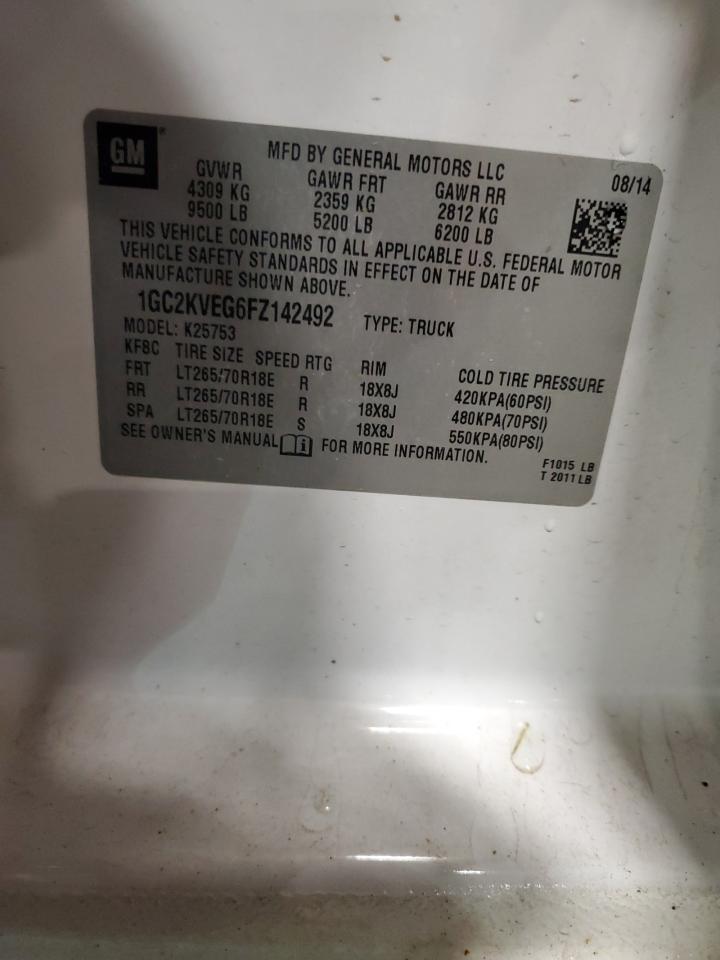 GM ®
MFD BY GENERAL MOTORS LLC 08/14
GVWR GAWR FRT GAWR RR
4309 KG 2359 KG 2812 KG
9500 LB 5200 LB 6200 LB
THIS VEHICLE CONFORMS TO ALL APPLICABLE U.S. FEDERAL MOTOR
VEHICLE SAFETY STANDARDS IN EFFECT ON THE DATE OF
MANUFACTURE SHOWN ABOVE.
1GC2KVEG6FZ142492 TYPE: TRUCK
MODEL: K25753
KF8C TIRE SIZE SPEED RTG RIM COLD TIRE PRESSURE
FRT LT265/70R18E R 18X8J 420KPA(60PSI)
RR LT265/70R18E R 18X8J 480KPA(70PSI)
SPA LT265/70R18E S 18X8J 550KPA(80PSI)
SEE OWNER'S MANUAL i FOR MORE INFORMATION.
F1015 LB
T 2011 LB